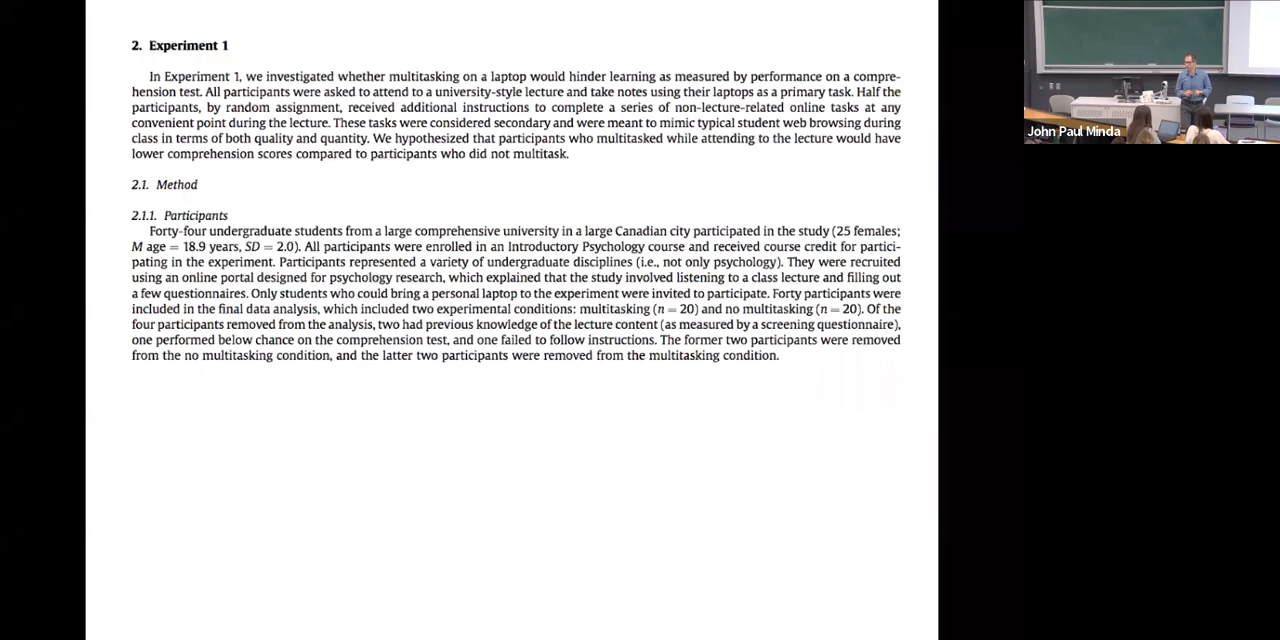 2. Experiment 1
In Experiment 1, we investigated whether multitasking on a laptop would hinder learning as measured by performance on a compre-
hension test. All participants were asked to attend to a university-style lecture and take notes using their laptops as a primary task. Half the
participants, by random assignment, received additional instructions to complete a series of non-lecture-related online tasks at any
convenient point during the lecture. These tasks were considered secondary and were meant to mimic typical student web browsing during
class in terms of both quality and quantity. We hypothesized that participants who multitasked while attending to the lecture would have
lower comprehension scores compared to participants who did not multitask.
2.1. Method
2.1.1. Participants
Forty-four undergraduate students from a large comprehensive university in a large Canadian city participated in the study (25 females;
M age = 18.9 years, SD = 2.0). All participants were enrolled in an Introductory Psychology course and received course credit for partici-
pating in the experiment. Participants represented a variety of undergraduate disciplines (i.e., not only psychology). They were recruited
using an online portal designed for psychology research, which explained that the study involved listening to a class lecture and filling out
a few questionnaires. Only students who could bring a personal laptop to the experiment were invited to participate. Forty participants were
included in the final data analysis, which included two experimental conditions: multitasking (n = 20) and no multitasking (n = 20). Of the
four participants removed from the analysis, two had previous knowledge of the lecture content (as measured by a screening questionnaire),
one performed below chance on the comprehension test, and one failed to follow instructions. The former two participants were removed
from the no multitasking condition, and the latter two participants were removed from the multitasking condition.
John Paul Minda